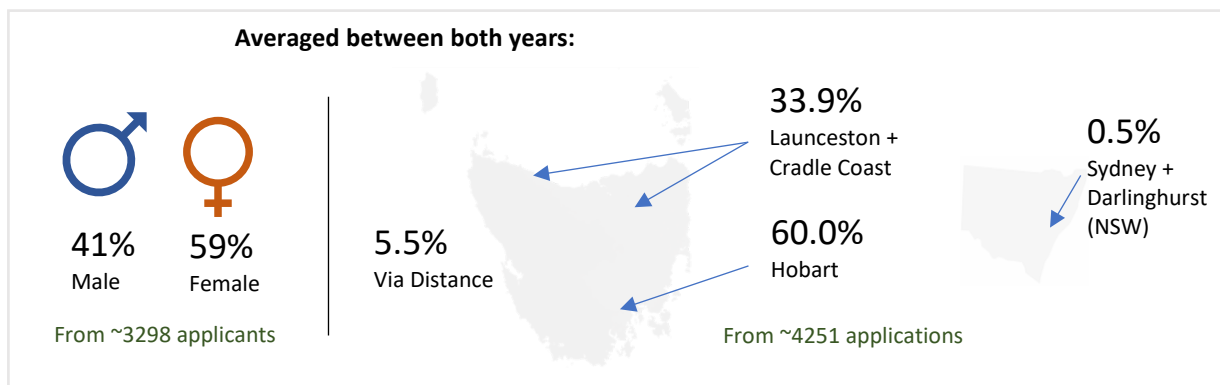 Averaged between both years:
41%
Male
59%
Female
From ~3298 applicants
5.5%
Via Distance
33.9%
Launceston +
Cradle Coast
60.0%
Hobart
0.5%
Sydney +
Darlinghurst
(NSW)
From ~4251 applications